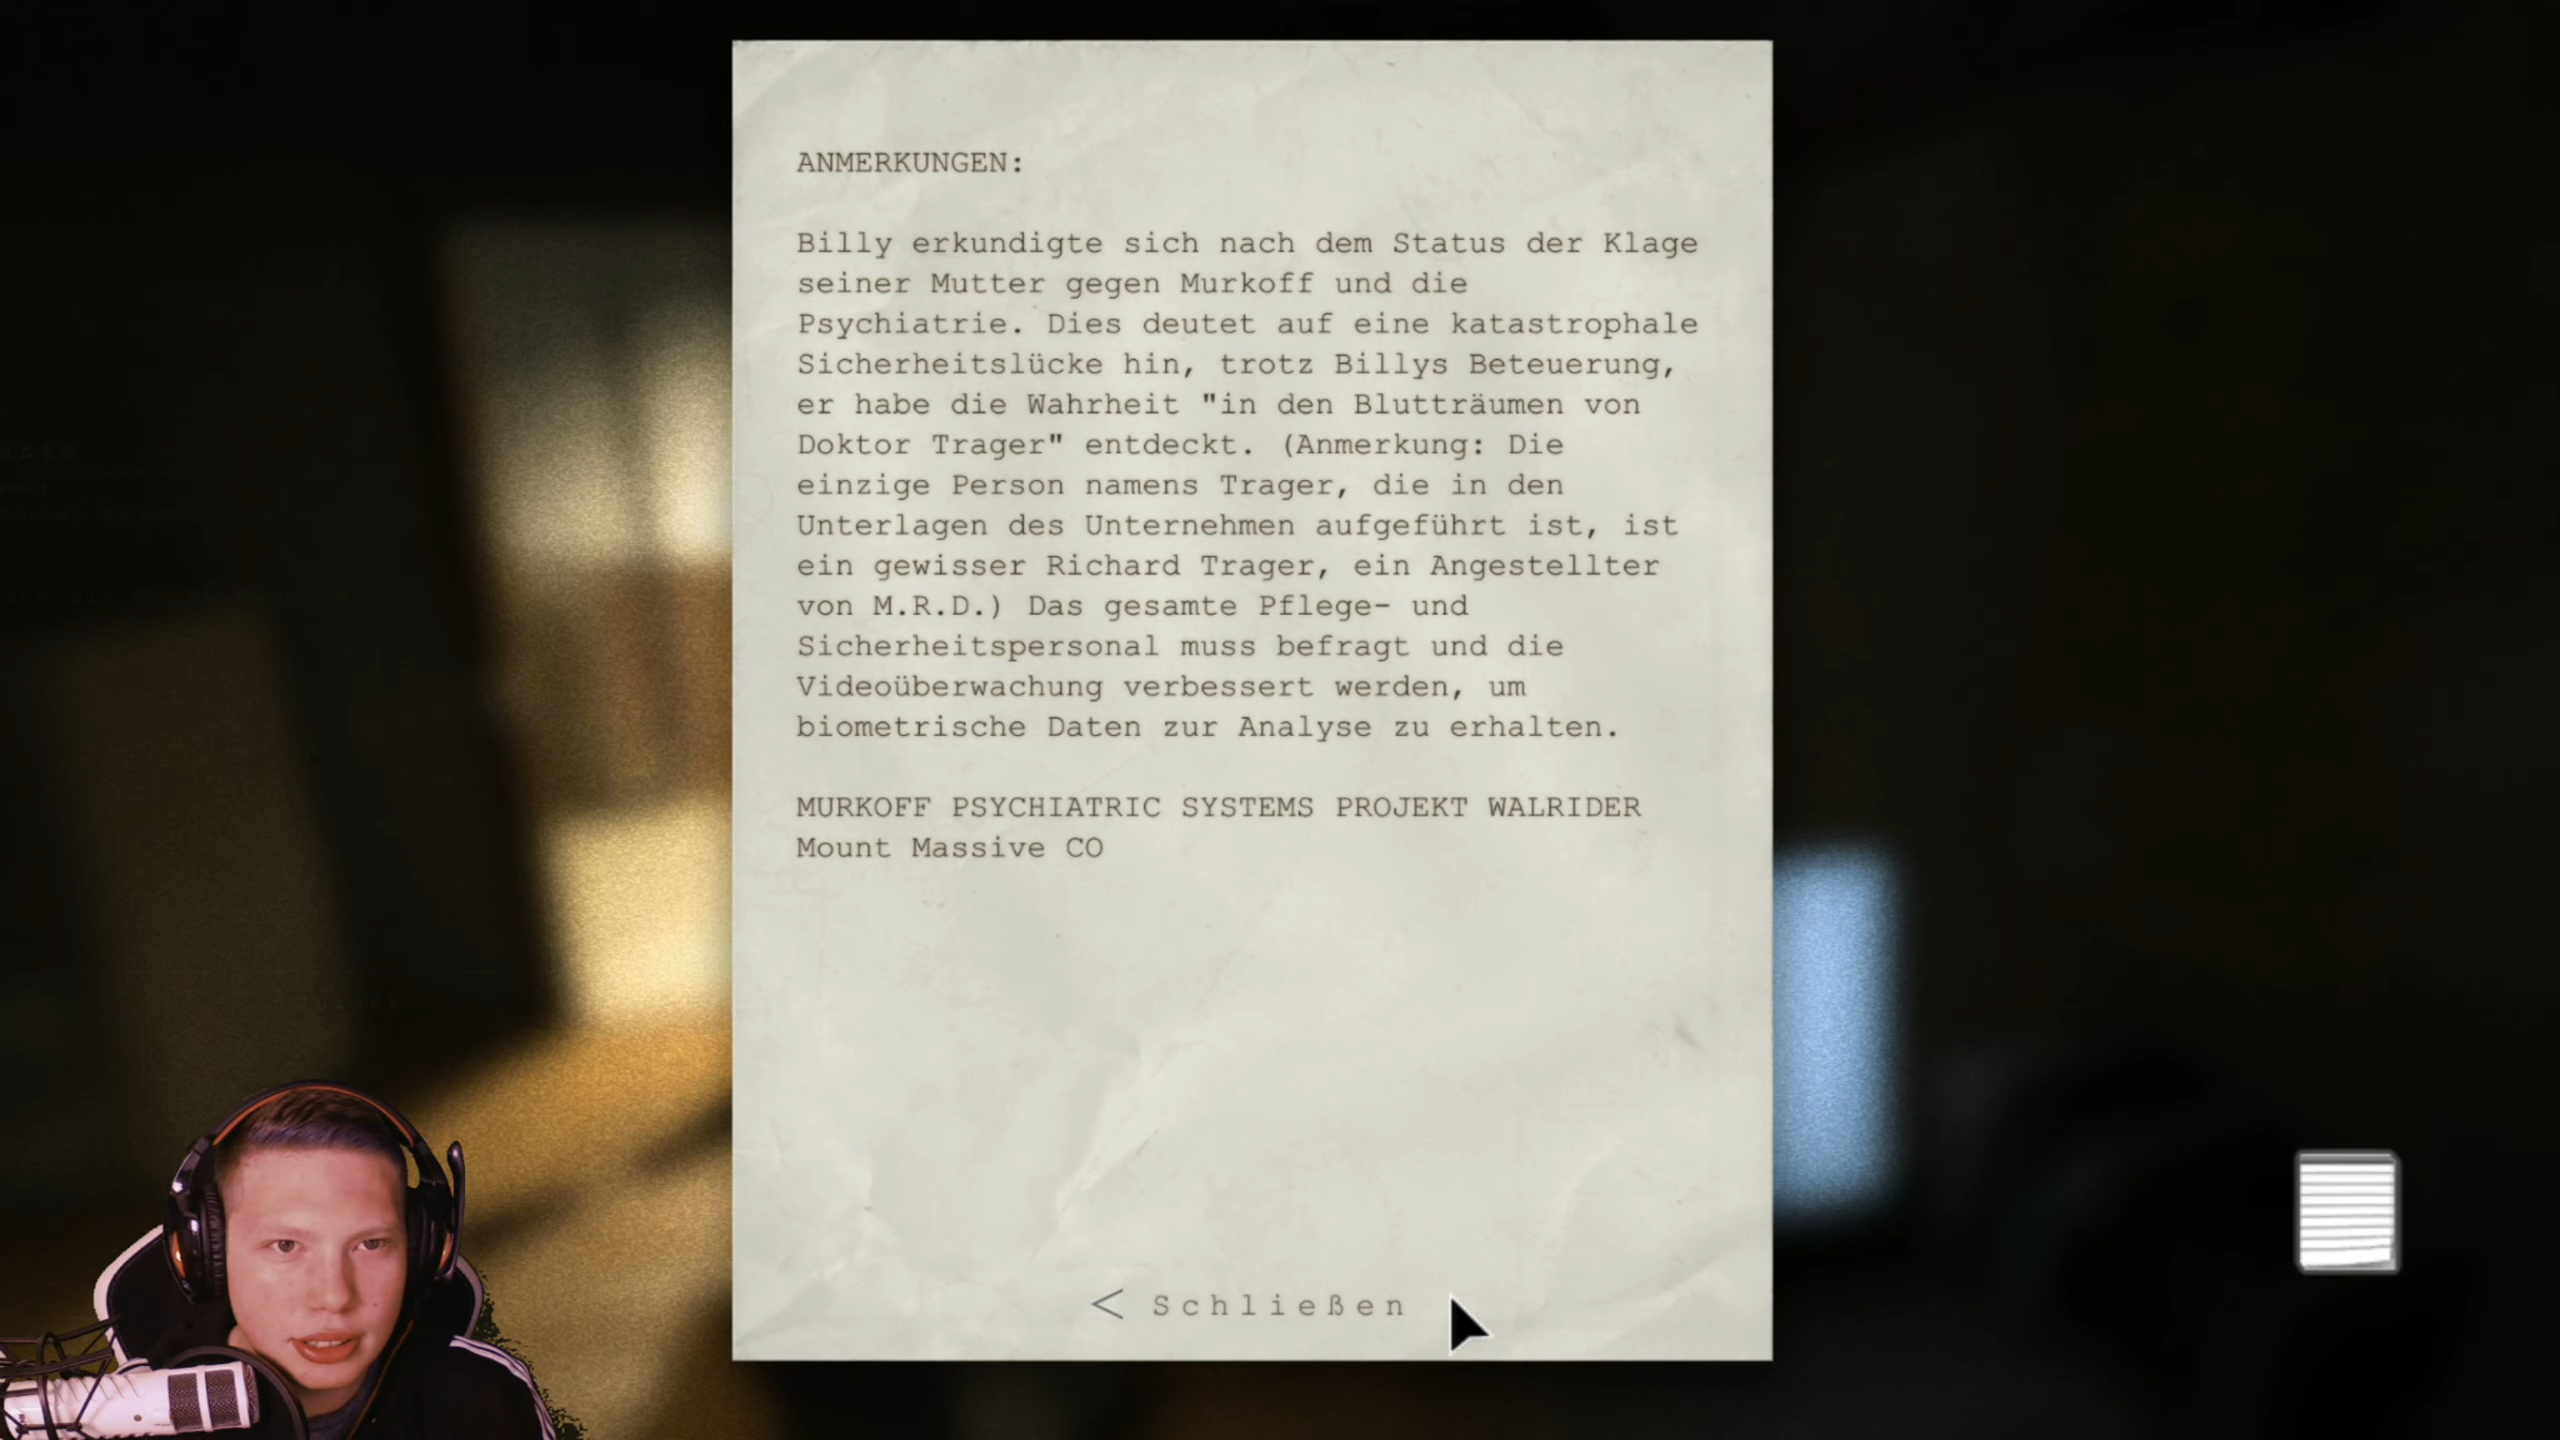 ANMERKUNGEN:
Billy erkundigte sich nach dem Status der Klage
seiner Mutter gegen Murkoff und die
Psychiatrie. Dies deutet auf eine katastrophale
Sicherheitslücke hin, trotz Billys Beteuerung,
er habe die Wahrheit "in den Blutträumen von
Doktor Trager" entdeckt. (Anmerkung: Die
einzige Person namens Trager, die in den
Unterlagen des Unternehmen aufgeführt ist, ist
ein gewisser Richard Trager, ein Angestellter
von M.R.D.) Das gesamte Pflege- und
Sicherheitspersonal muss befragt und die
Videoüberwachung verbessert werden, um
biometrische Daten zur Analyse zu erhalten.
MURKOFF PSYCHIATRIC SYSTEMS PROJEKT WALRIDER
Mount Massive CO
< Schließen